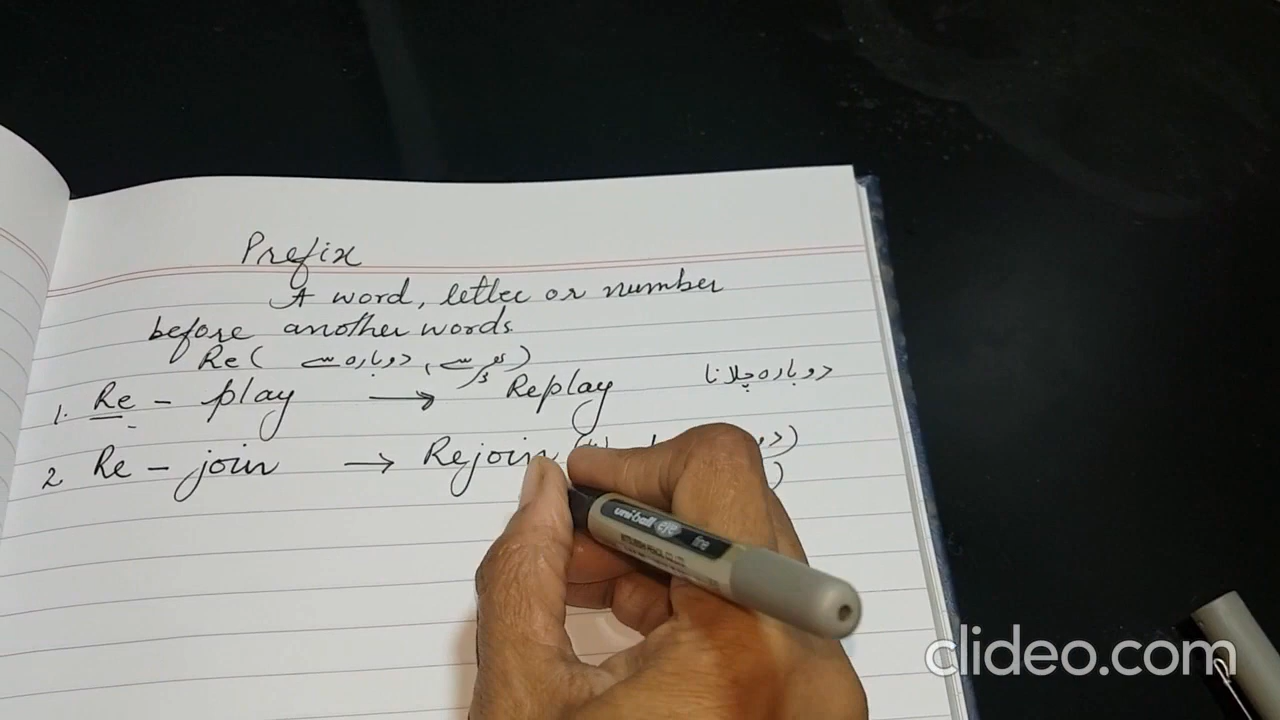 Prefix
A word, letter or number
before another words.
Re ( دوبارہ سے , پھر سے )
1. Re - play → Replay دوبارہ چلانا
2. Re - join → Rejoin
uni-ball eye fine
clideo.com